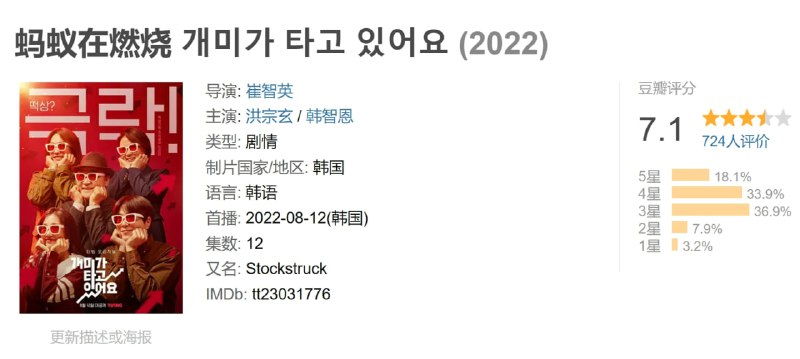 蚂蚁在燃烧 개미가 타고 있어요 (2022)
떡상?
극락!
개미가
타고
있어요
更新描述或海报
导演: 崔智英
主演: 洪宗玄 / 韩智恩
类型: 剧情
制片国家/地区: 韩国
语言: 韩语
首播: 2022-08-12(韩国)
集数: 12
又名: Stockstruck
IMDb: tt23031776
豆瓣评分
7.1
724人评价
5星 18.1%
4星 33.9%
3星 36.9%
2星 7.9%
1星 3.2%